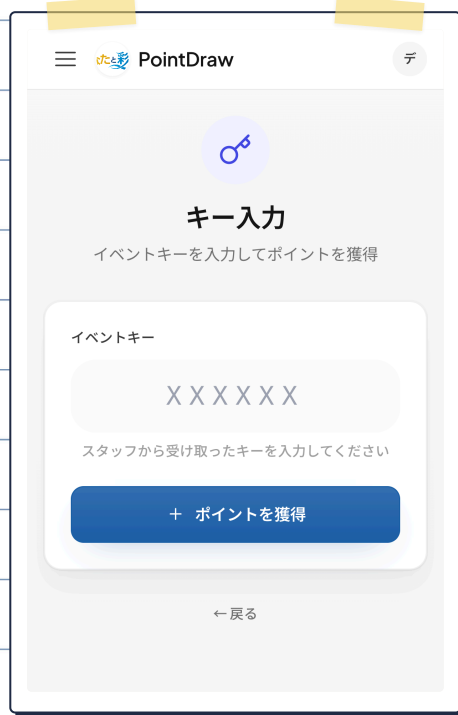 たと彩 PointDraw デ
キー入力
イベントキーを入力してポイントを獲得
イベントキー
XXXXXX
スタッフから受け取ったキーを入力してください
+ ポイントを獲得
←戻る